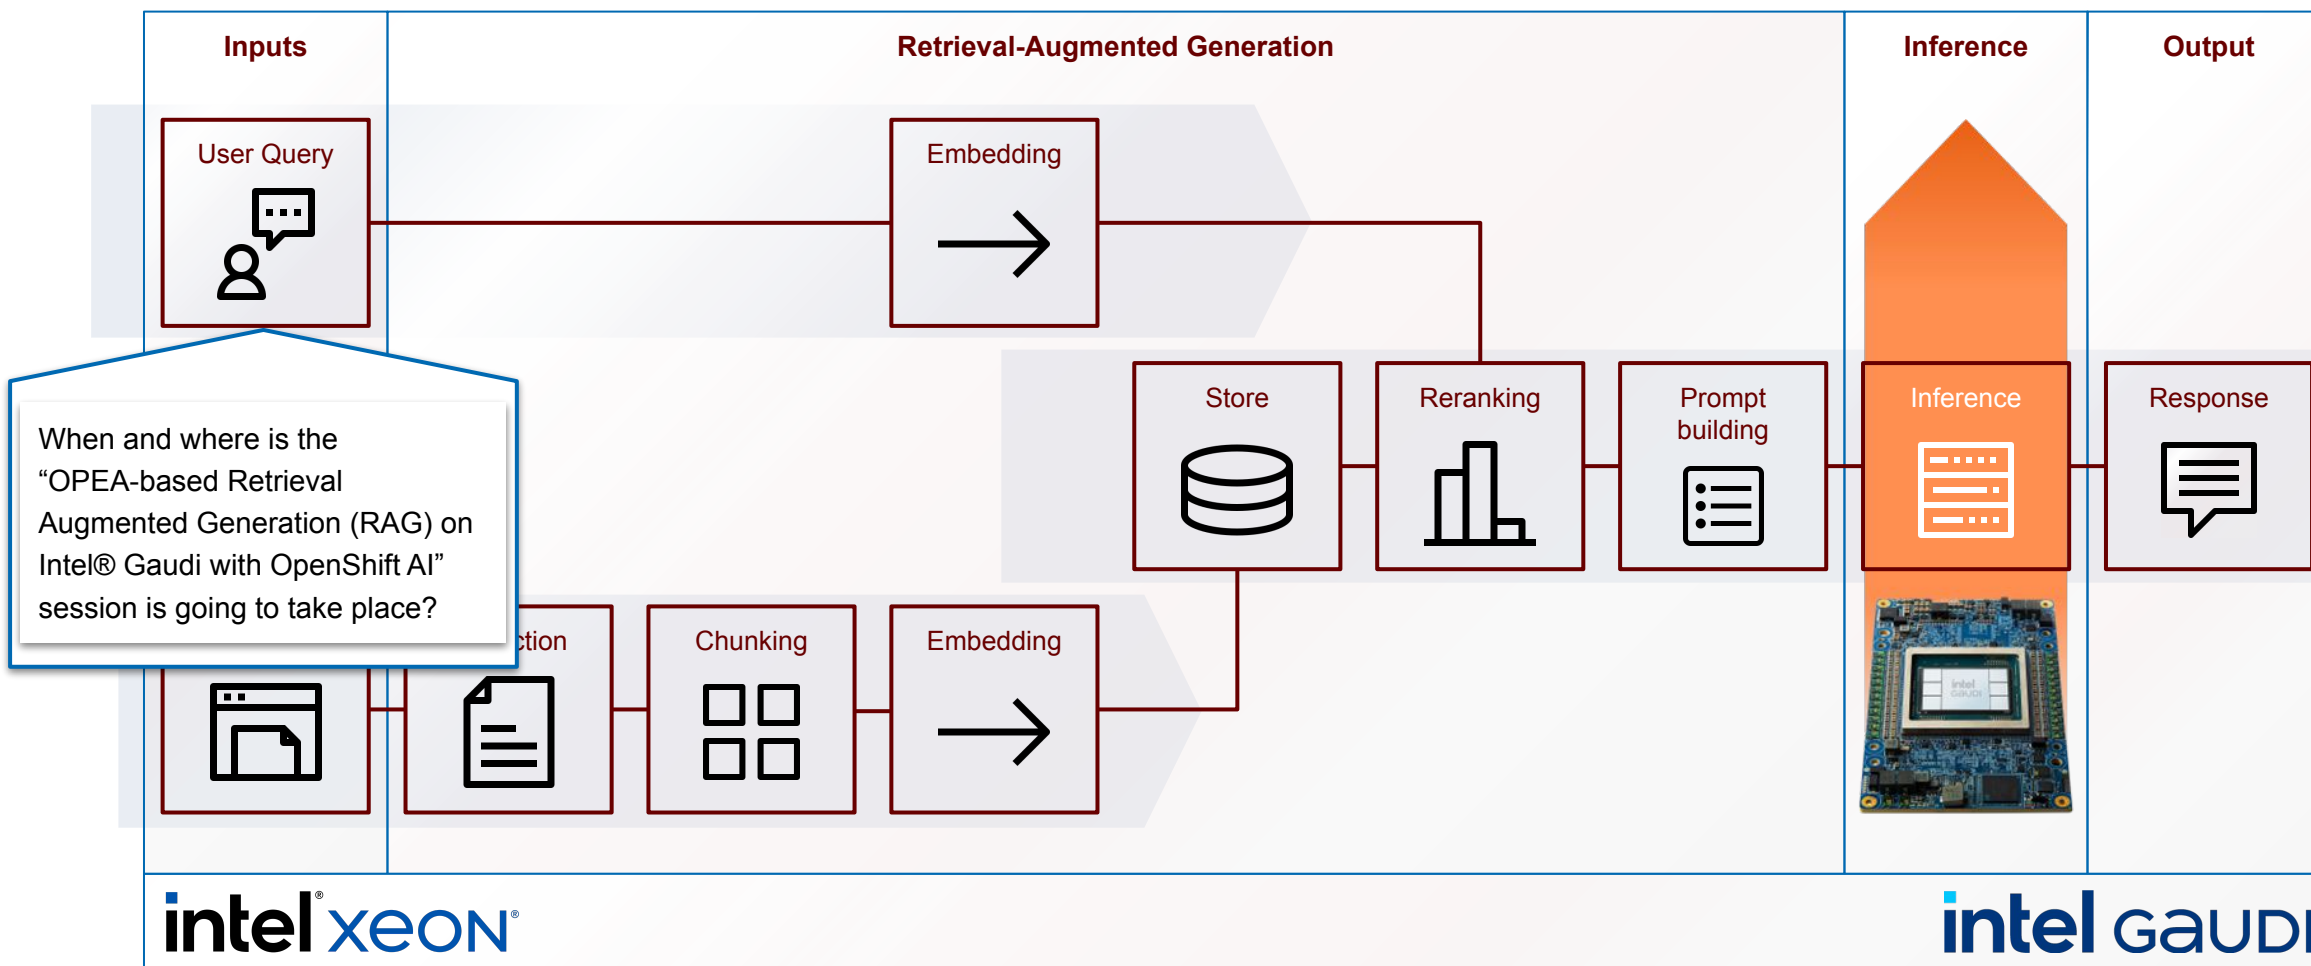 Inputs
Retrieval-Augmented Generation
Inference
Output
User Query
Embedding
When and where is the
“OPEA-based Retrieval
Augmented Generation (RAG) on
Intel® Gaudi with OpenShift AI”
session is going to take place?
Store
Reranking
Prompt
building
Inference
Response
ction
Chunking
Embedding
intel
GAUDI
intel® xeon®
intel GAUDI